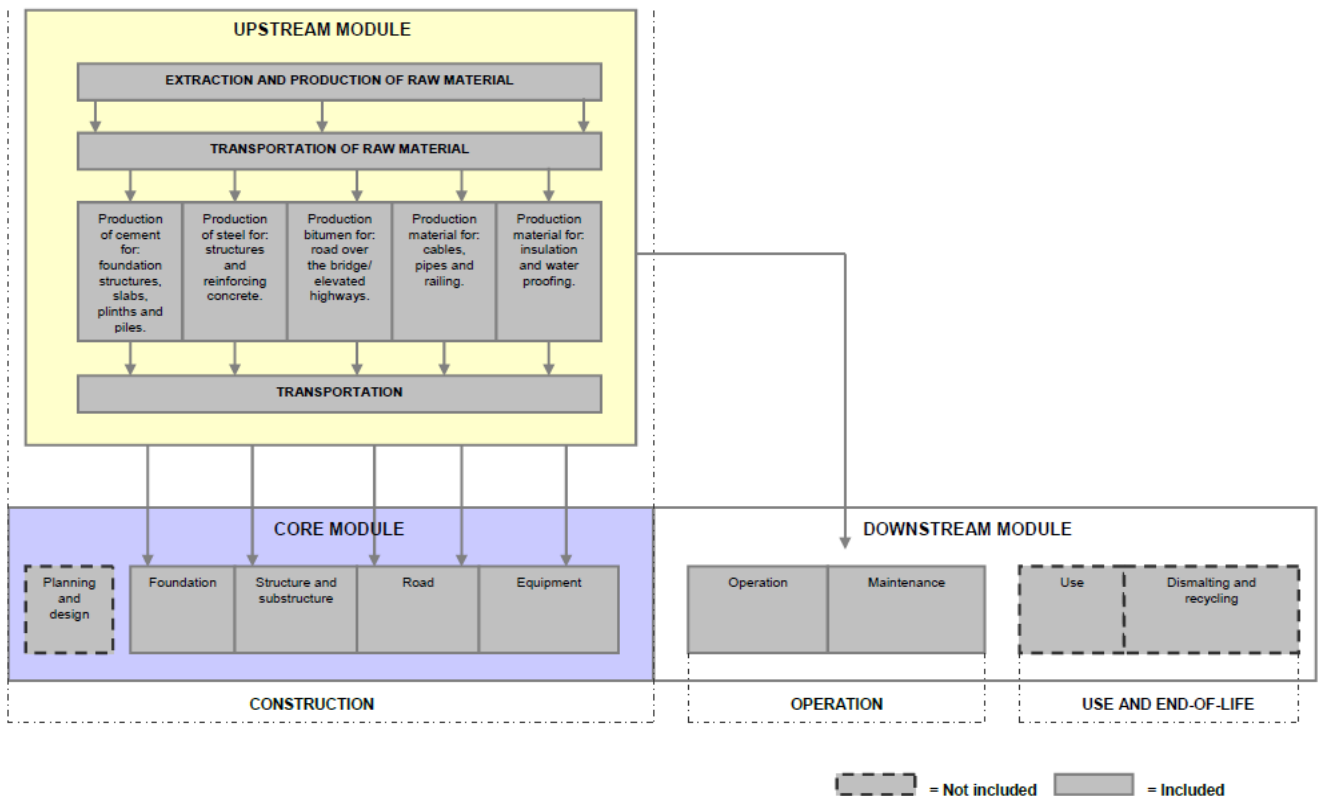 UPSTREAM MODULE
EXTRACTION AND PRODUCTION OF RAW MATERIAL
TRANSPORTATION OF RAW MATERIAL
Production
of cement
for:
foundation
structures,
slabs,
plinths and
piles.
Production
of steel for:
structures
and
reinforcing
concrete.
Production
bitumen for:
road over
the bridge/
elevated
highways.
Production
material for:
cables,
pipes and
railing.
Production
material for:
insulation
and water
proofing.
TRANSPORTATION
CORE MODULE
Planning
and
design
Foundation
Structure and
substructure
Road
Equipment
DOWNSTREAM MODULE
Operation
Maintenance
Use
Dismalting and
recycling
CONSTRUCTION
OPERATION
USE AND END-OF-LIFE
= Not included
= Included